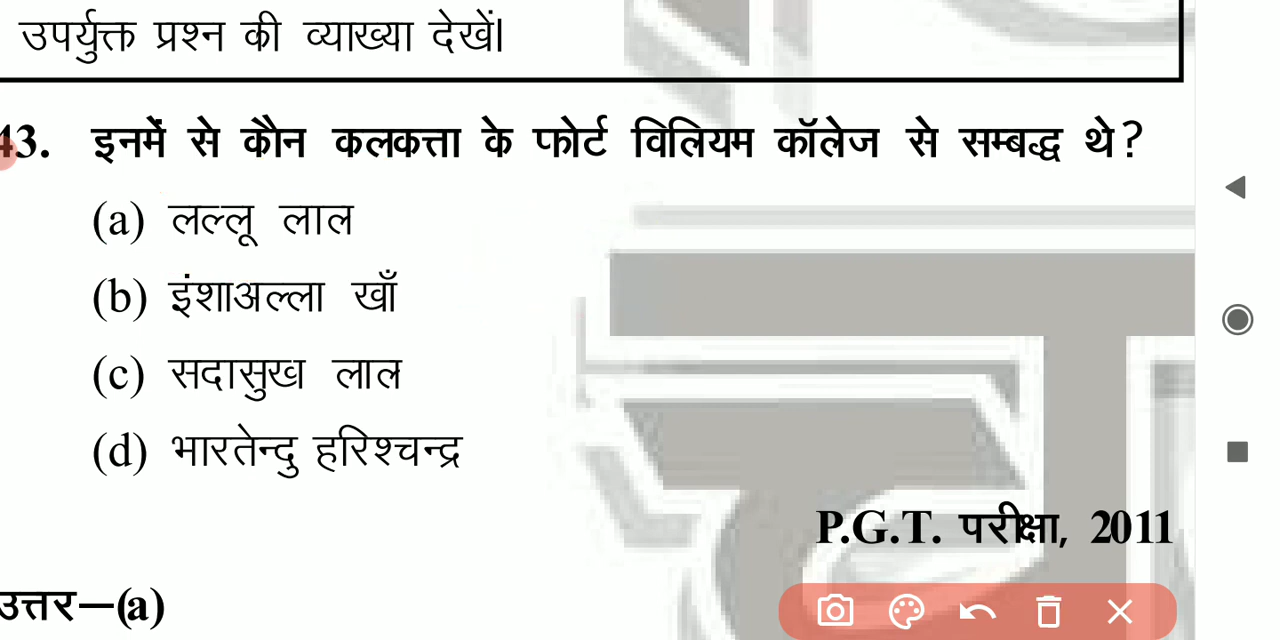 उपर्युक्त प्रश्न की व्याख्या देखें।
43. इनमें से कौन कलकत्ता के फोर्ट विलियम कॉलेज से सम्बद्ध थे?
(a) लल्लू लाल
(b) इंशाअल्ला खाँ
(c) सदासुख लाल
(d) भारतेन्दु हरिश्चन्द्र
P.G.T. परीक्षा, 2011
उत्तर—(a)